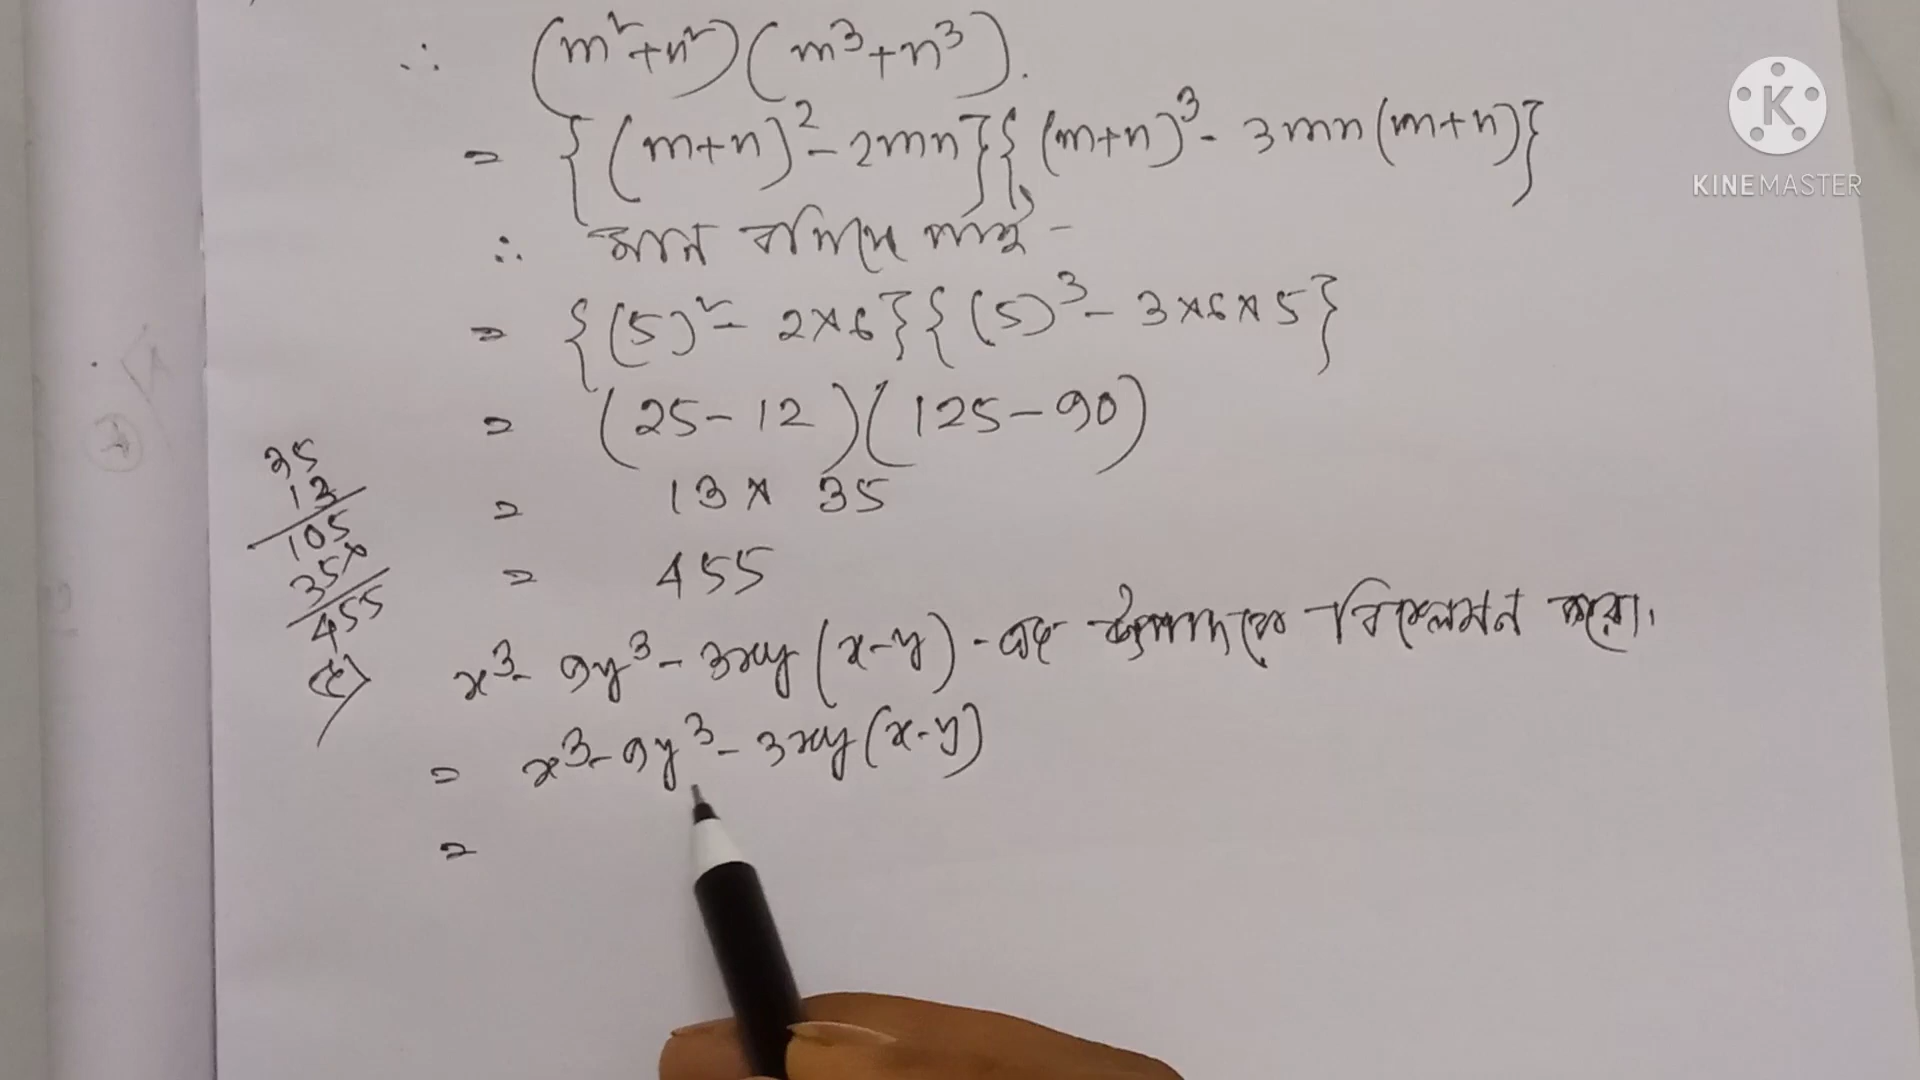 ∴ (m²+n²)(m³+n³).
= {(m+n)²-2mn}{(m+n)³-3mn(m+n)}
∴ মান বসিয়ে পাই -
= {(5)²-2×6}{(5)³-3×6×5}
= (25-12)(125-90)
= 13 × 35
= 455
35
13
105
35×
455
x³-9y³-3xy(x-y)-এর উৎপাদকে বিশ্লেষণ করো।
= x³-9y³-3xy(x-y)
=
KINEMASTER